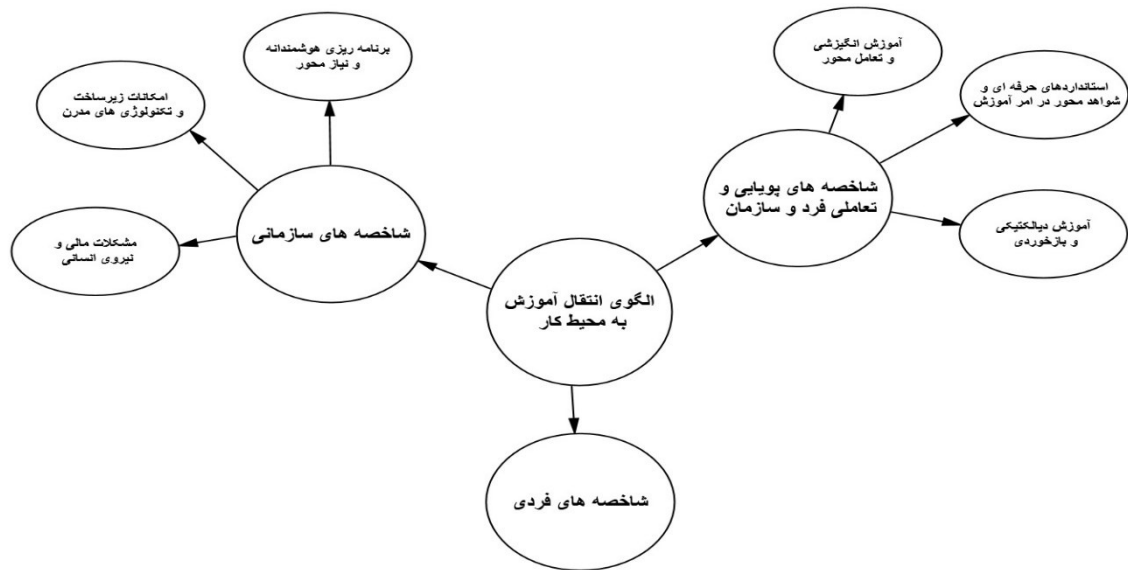 برنامه ریزی هوشمندانه
و نیاز محور
آموزش انگیزشی
و تعامل محور
امکانات زیرساخت
و تکنولوژی های مدرن
استانداردهای حرفه ای و
شواهد محور در امر آموزش
شاخصه های پویایی و
تعاملی فرد و سازمان
شاخصه های سازمانی
مشکلات مالی و
نیروی انسانی
آموزش دیالکتیکی
و بازخوردی
الگوی انتقال آموزش
به محیط کار
شاخصه های فردی